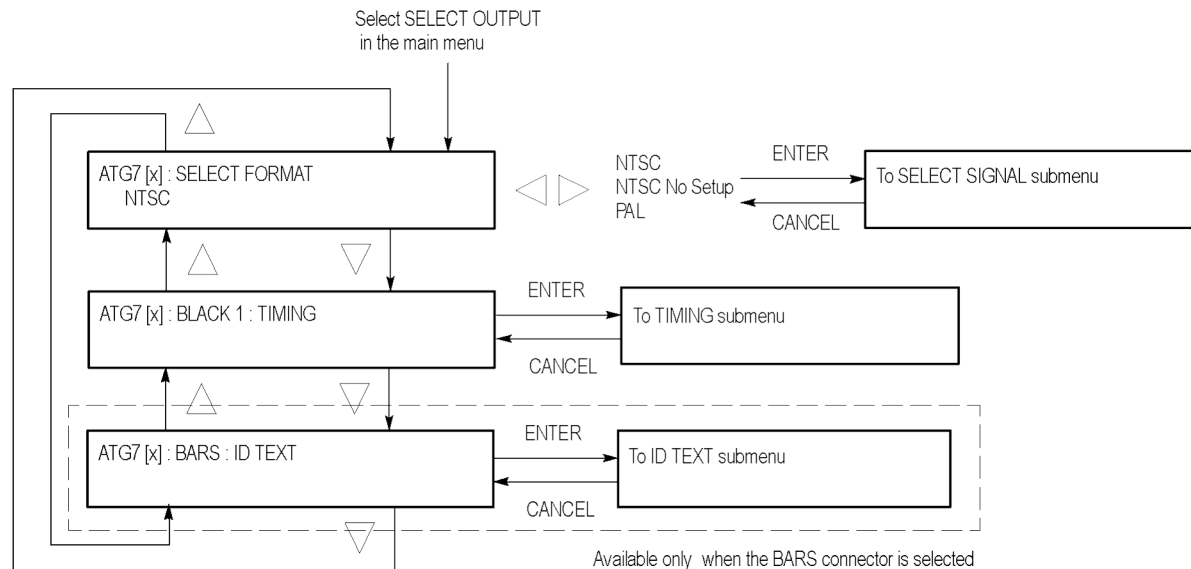 Select SELECT OUTPUT
in the main menu
ATG7 [x] : SELECT FORMAT
NTSC
NTSC
NTSC No Setup
PAL
ENTER
CANCEL
To SELECT SIGNAL submenu
ATG7 [x] : BLACK 1 : TIMING
ENTER
CANCEL
To TIMING submenu
ATG7 [x] : BARS : ID TEXT
ENTER
CANCEL
To ID TEXT submenu
Available only when the BARS connector is selected